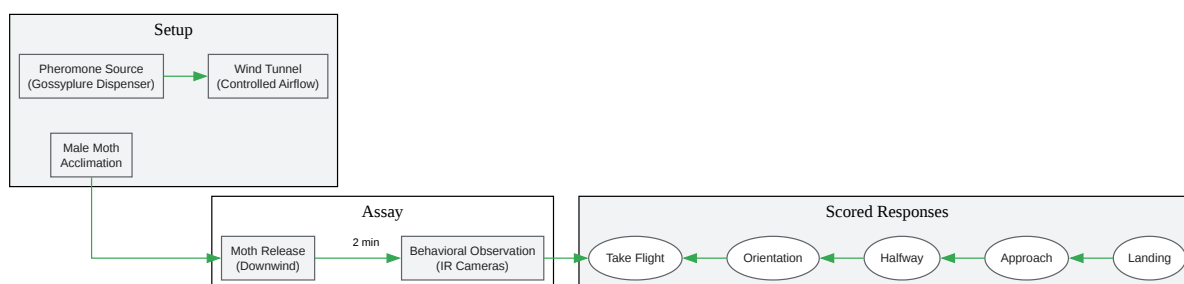 Setup
Pheromone Source
(Gossyplure Dispenser)
Wind Tunnel
(Controlled Airflow)
Male Moth
Acclimation
Assay
Moth Release
(Downwind)
2 min
Behavioral Observation
(IR Cameras)
Scored Responses
Take Flight
Orientation
Halfway
Approach
Landing